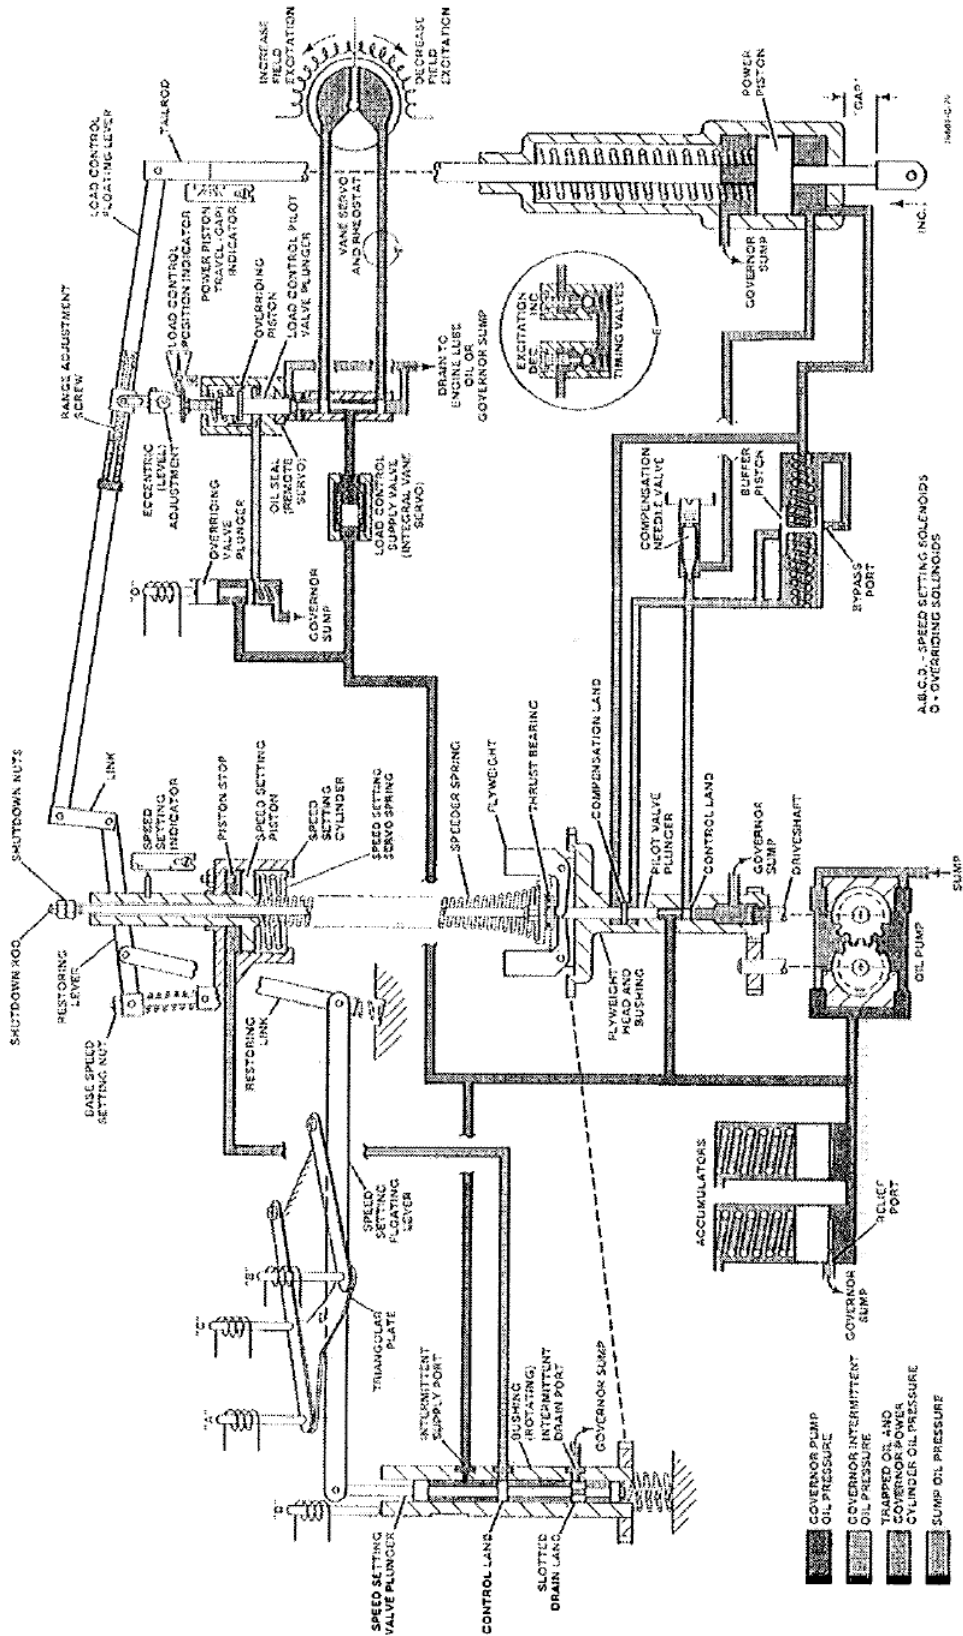 SHUTDOWN NUTS
SHUTDOWN ROD
RESTORING
LEVER
BASE SPEED
SETTING NUT
LINK
SPEED
SETTING
INDICATOR
PISTON STOP
SPEED SETTING
PISTON
SPEED
SETTING
CYLINDER
SPEED SETTING
SERVO SPRING
SPEEDER SPRING
FLYWEIGHT
THRUST BEARING
COMPENSATION LAND
PILOT VALVE
PLUNGER
CONTROL LAND
GOVERNOR
SUMP
DRIVESHAFT
SUMP
OIL PUMP
FLYWEIGHT
HEAD AND
BUSHING
RESTORING
LINK
SPEED
SETTING
FLOATING
LEVER
TRIANGULAR
PLATE
"A"
"C"
"B"
"D"
INTERMITTENT
SUPPLY PORT
BUSHING
(ROTATING)
INTERMITTENT
DRAIN PORT
GOVERNOR SUMP
SPEED SETTING
VALVE PLUNGER
CONTROL LAND
SLOTTED
DRAIN LAND
ACCUMULATORS
RELIEF
PORT
GOVERNOR
SUMP
LOAD CONTROL
FLOATING LEVER
TAILROD
RANGE ADJUSTMENT
SCREW
LOAD CONTROL
POSITION INDICATOR
POWER PISTON
TRAVEL (GAP)
INDICATOR
OVERRIDING
PISTON
LOAD CONTROL PILOT
VALVE PLUNGER
ECCENTRIC
(LEVEL)
ADJUSTMENT
"O"
OVERRIDING
VALVE
PLUNGER
OIL SEAL
(REMOTE
SERVO)
GOVERNOR
SUMP
LOAD CONTROL
SUPPLY VALVE
(INTEGRAL VANE
SERVO)
INCREASE
FIELD
EXCITATION
DECREASE
FIELD
EXCITATION
VANE SERVO
AND RHEOSTAT
DRAIN TO
ENGINE LUBE
OIL OR
GOVERNOR SUMP
EXCITATION
DEC. INC.
TIMING VALVES
COMPENSATION
NEEDLE VALVE
BUFFER
PISTON
BYPASS
PORT
GOVERNOR
SUMP
POWER
PISTON
"GAP"
INC.
A.B.C.D. - SPEED SETTING SOLENOIDS
O - OVERRIDING SOLENOIDS
GOVERNOR PUMP
OIL PRESSURE
GOVERNOR INTERMITTENT
OIL PRESSURE
TRAPPED OIL AND
GOVERNOR POWER
CYLINDER OIL PRESSURE
SUMP OIL PRESSURE